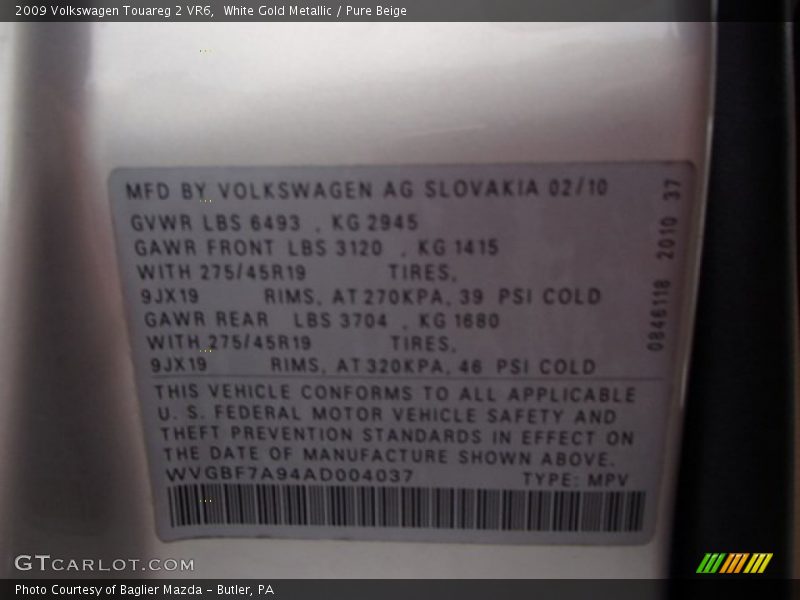 2009 Volkswagen Touareg 2 VR6,  White Gold Metallic / Pure Beige
MFD BY VOLKSWAGEN AG SLOVAKIA 02/10
GVWR LBS 6493 , KG 2945
GAWR FRONT LBS 3120 , KG 1415
WITH 275/45R19 TIRES,
9JX19 RIMS, AT 270KPA, 39 PSI COLD
GAWR REAR LBS 3704 , KG 1680
WITH 275/45R19 TIRES,
9JX19 RIMS, AT 320KPA, 46 PSI COLD
THIS VEHICLE CONFORMS TO ALL APPLICABLE
U. S. FEDERAL MOTOR VEHICLE SAFETY AND
THEFT PREVENTION STANDARDS IN EFFECT ON
THE DATE OF MANUFACTURE SHOWN ABOVE.
WVGBF7A94AD004037 TYPE: MPV
0846118 2010 37
GTCARLOT.COM
Photo Courtesy of Baglier Mazda - Butler, PA